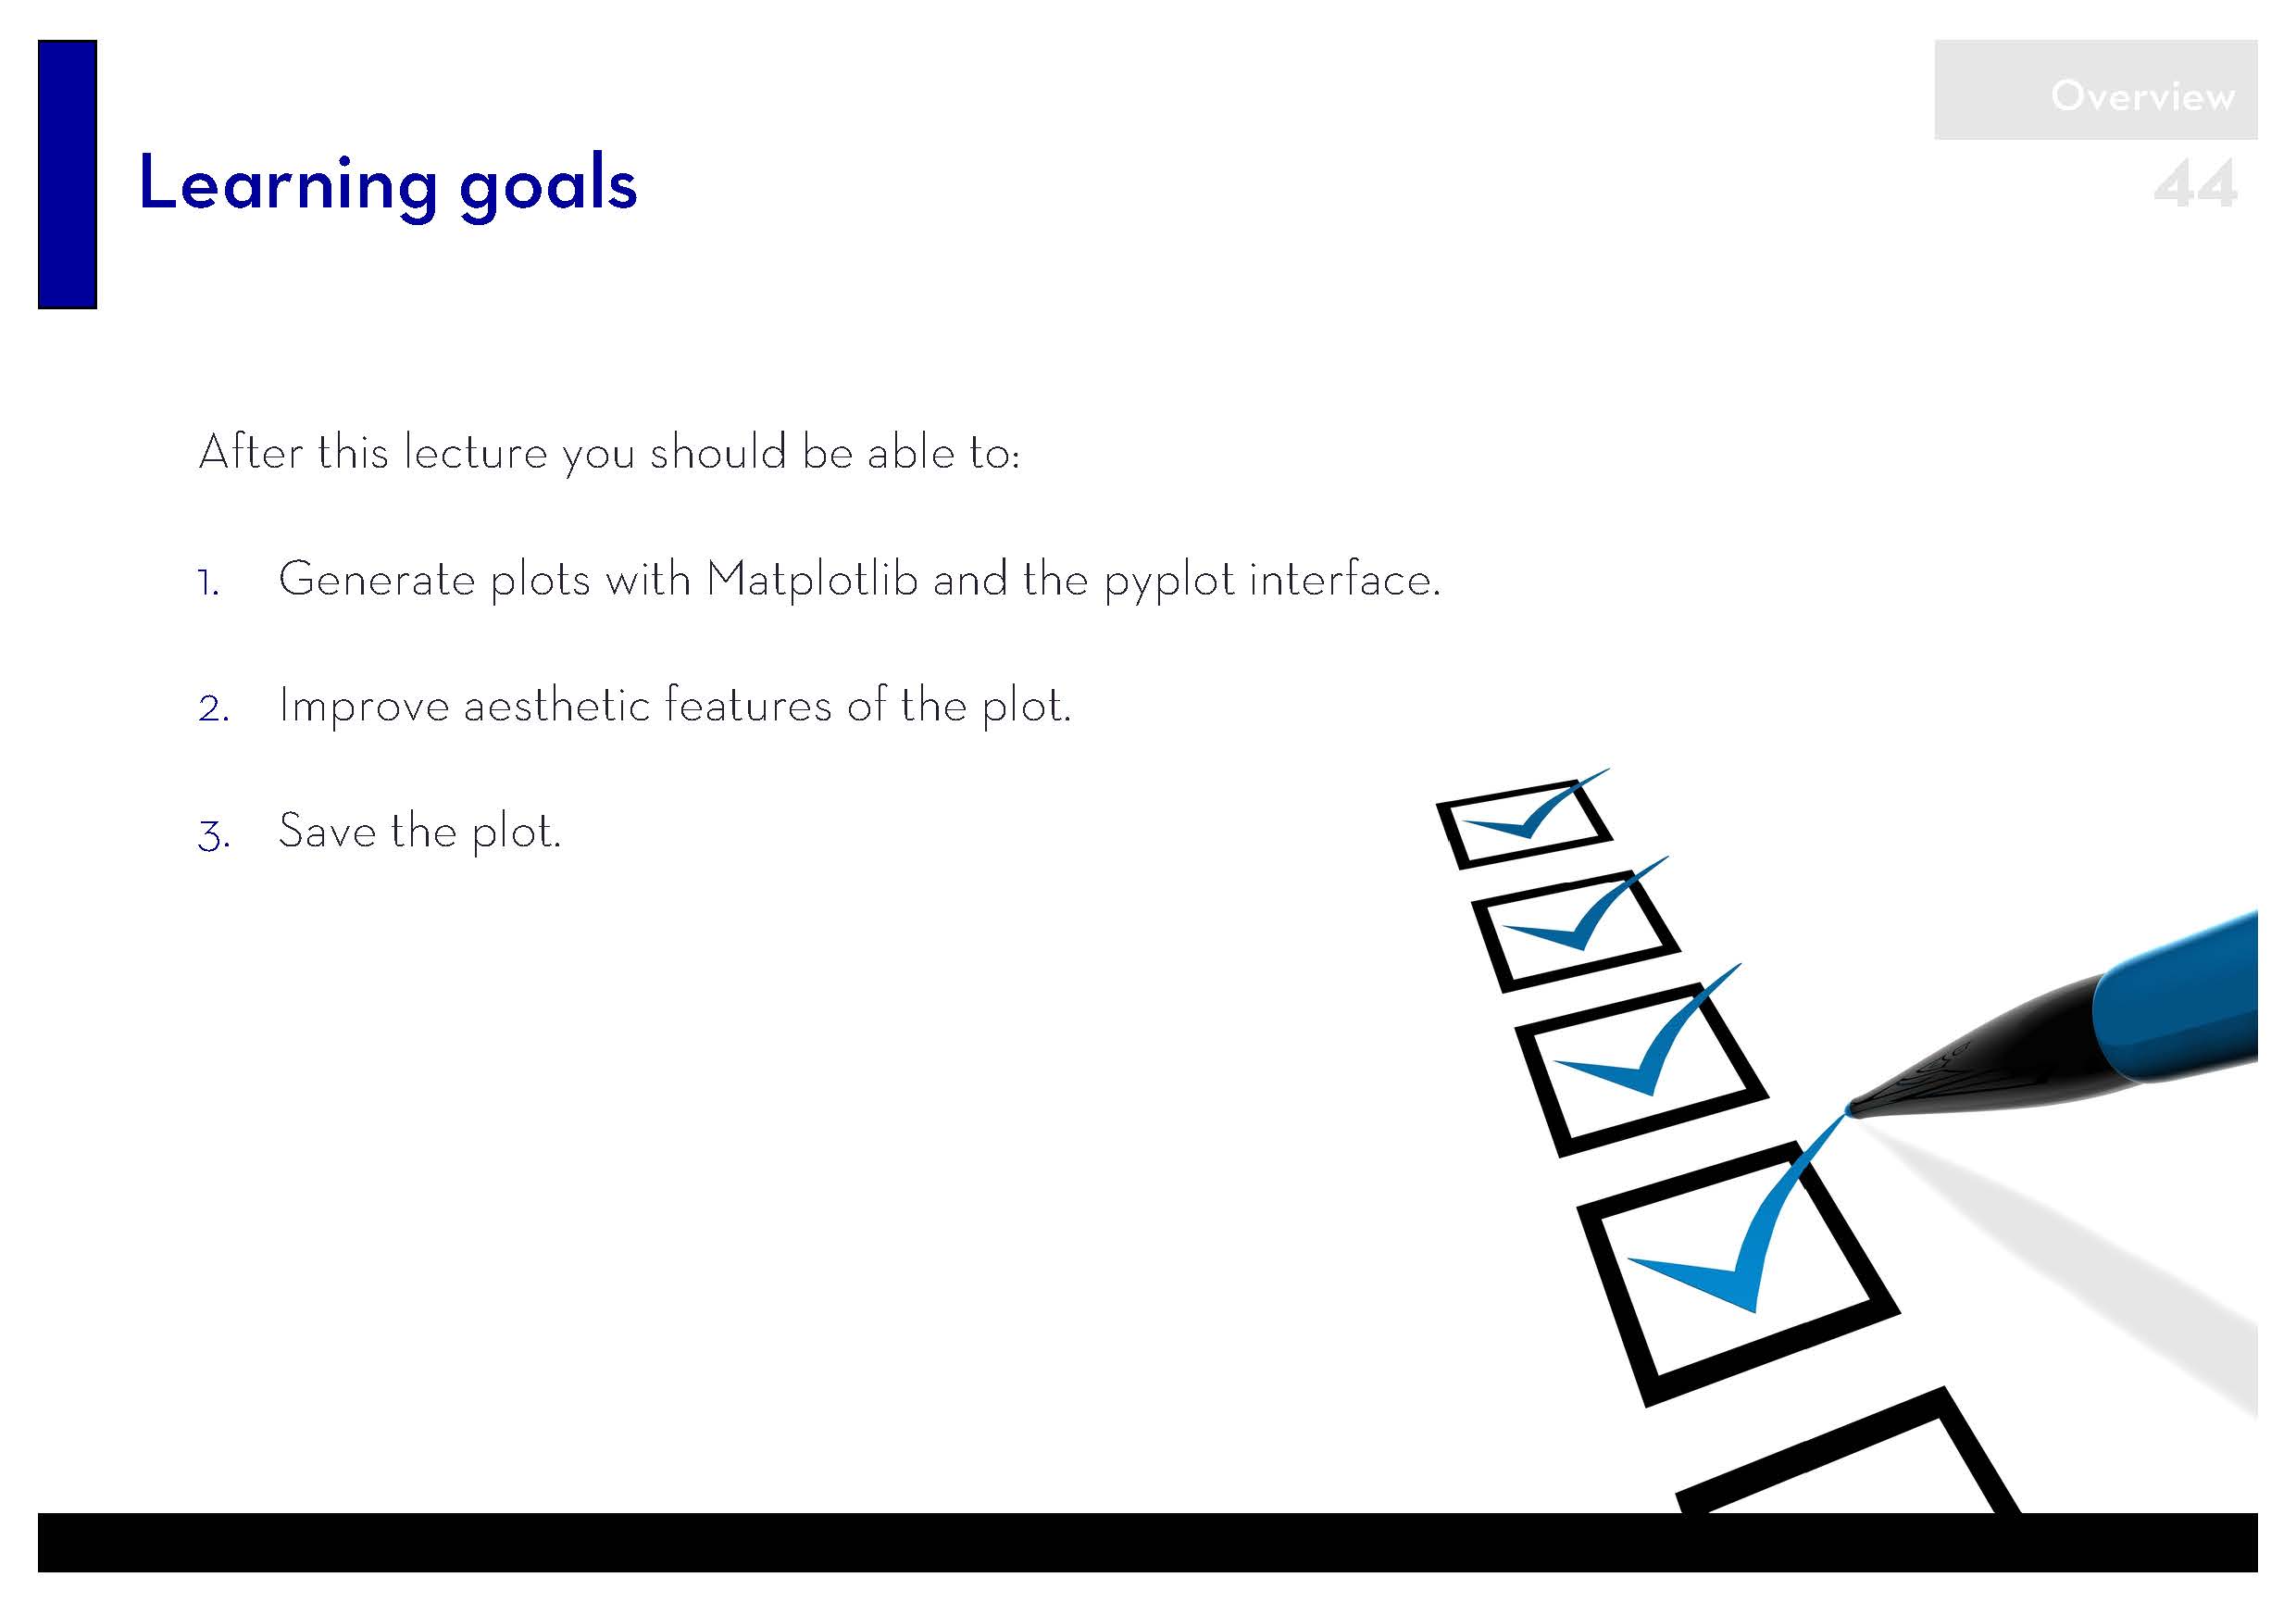 Overview
44
Learning goals
After this lecture you should be able to:
1. Generate plots with Matplotlib and the pyplot interface.
2. Improve aesthetic features of the plot.
3. Save the plot.